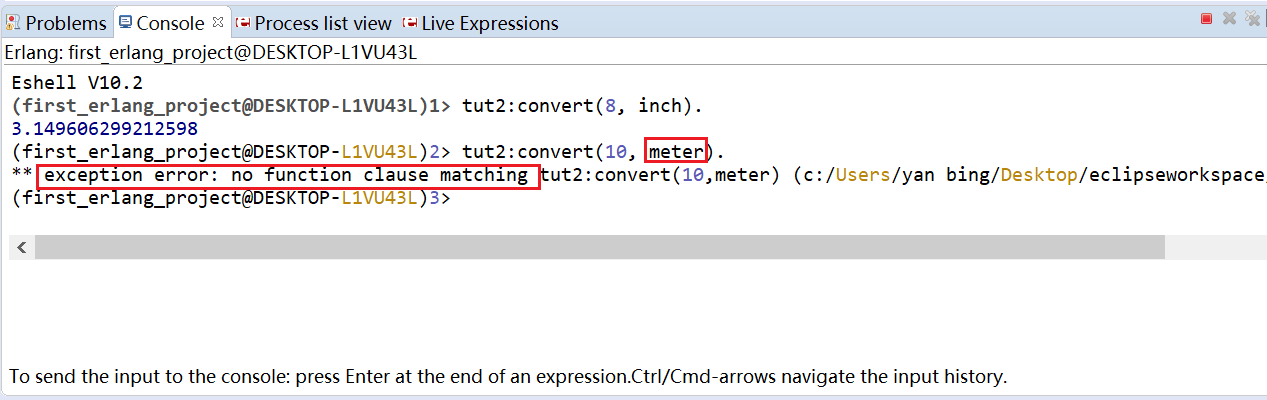 Problems Console Process list view Live Expressions
Erlang: first_erlang_project@DESKTOP-L1VU43L
Eshell V10.2
(first_erlang_project@DESKTOP-L1VU43L)1> tut2:convert(8, inch).
3.149606299212598
(first_erlang_project@DESKTOP-L1VU43L)2> tut2:convert(10, meter).
** exception error: no function clause matching tut2:convert(10,meter) (c:/Users/yan bing/Desktop/eclipseworkspace/
(first_erlang_project@DESKTOP-L1VU43L)3>
To send the input to the console: press Enter at the end of an expression.Ctrl/Cmd-arrows navigate the input history.